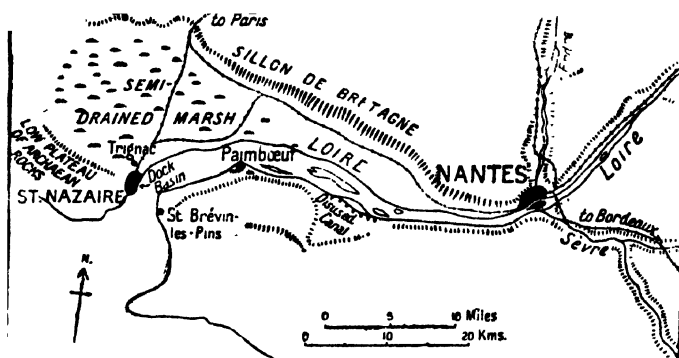 to Paris
SILLON DE BRETAGNE
SEMI-
DRAINED MARSH
LOW PLATEAU
OF ARCHAEAN
ROCKS
Trignac
LOIRE
Paimbœuf
Dock
Basin
NANTES
Loire
ST. NAZAIRE
St. Brévin-
les-Pins
Disused
Canal
to Bordeaux
Sèvre
N.
0 5 10 Miles
0 10 20 Kms.